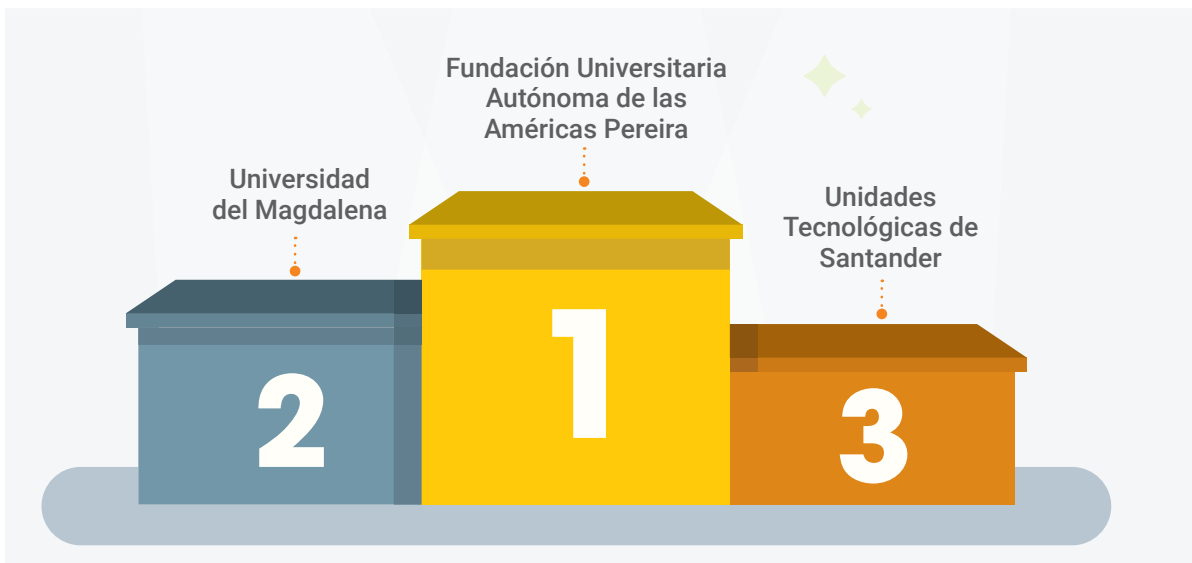 Fundación Universitaria
Autónoma de las
Américas Pereira
Universidad
del Magdalena
Unidades
Tecnológicas de
Santander
2
1
3